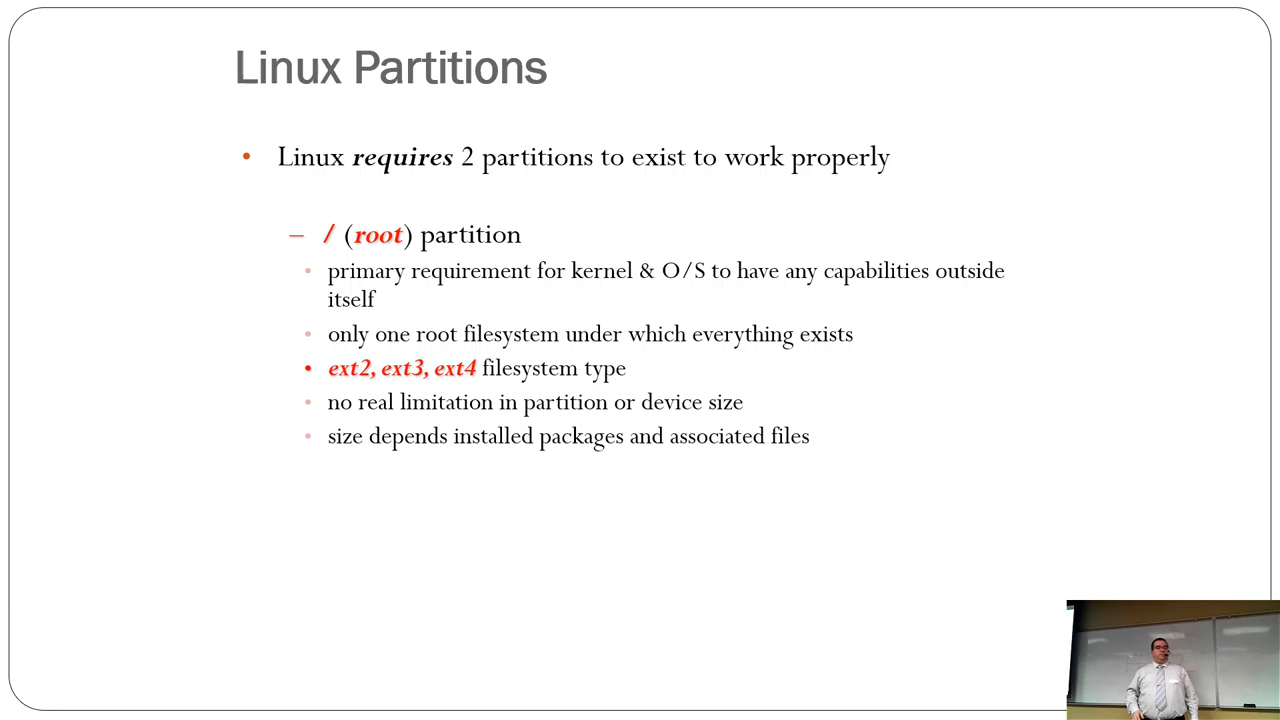 Linux Partitions
• Linux requires 2 partitions to exist to work properly
– / (root) partition
• primary requirement for kernel & O/S to have any capabilities outside
itself
• only one root filesystem under which everything exists
• ext2, ext3, ext4 filesystem type
• no real limitation in partition or device size
• size depends installed packages and associated files